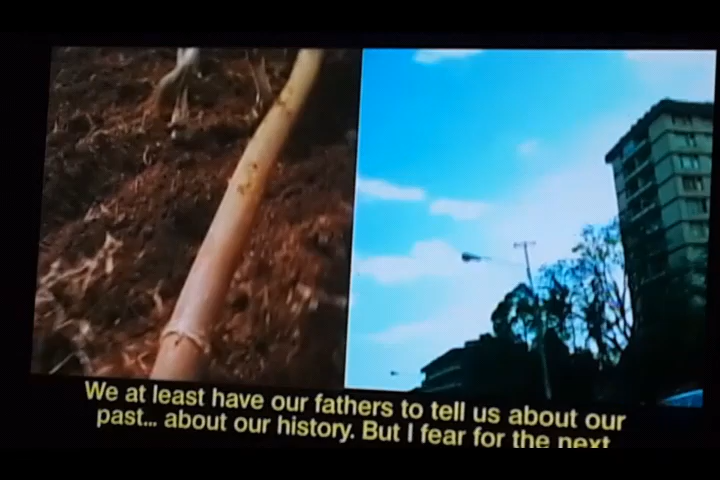 We at least have our fathers to tell us about our
past... about our history. But I fear for the next